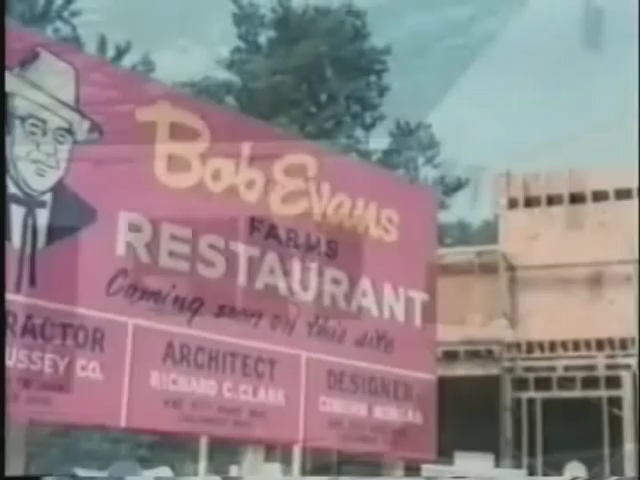 Bob Evans
FARMS
RESTAURANT
Coming soon on this site
RACTOR
USSEY CO.
ARCHITECT
RICHARD C. CLARK
DESIGNER